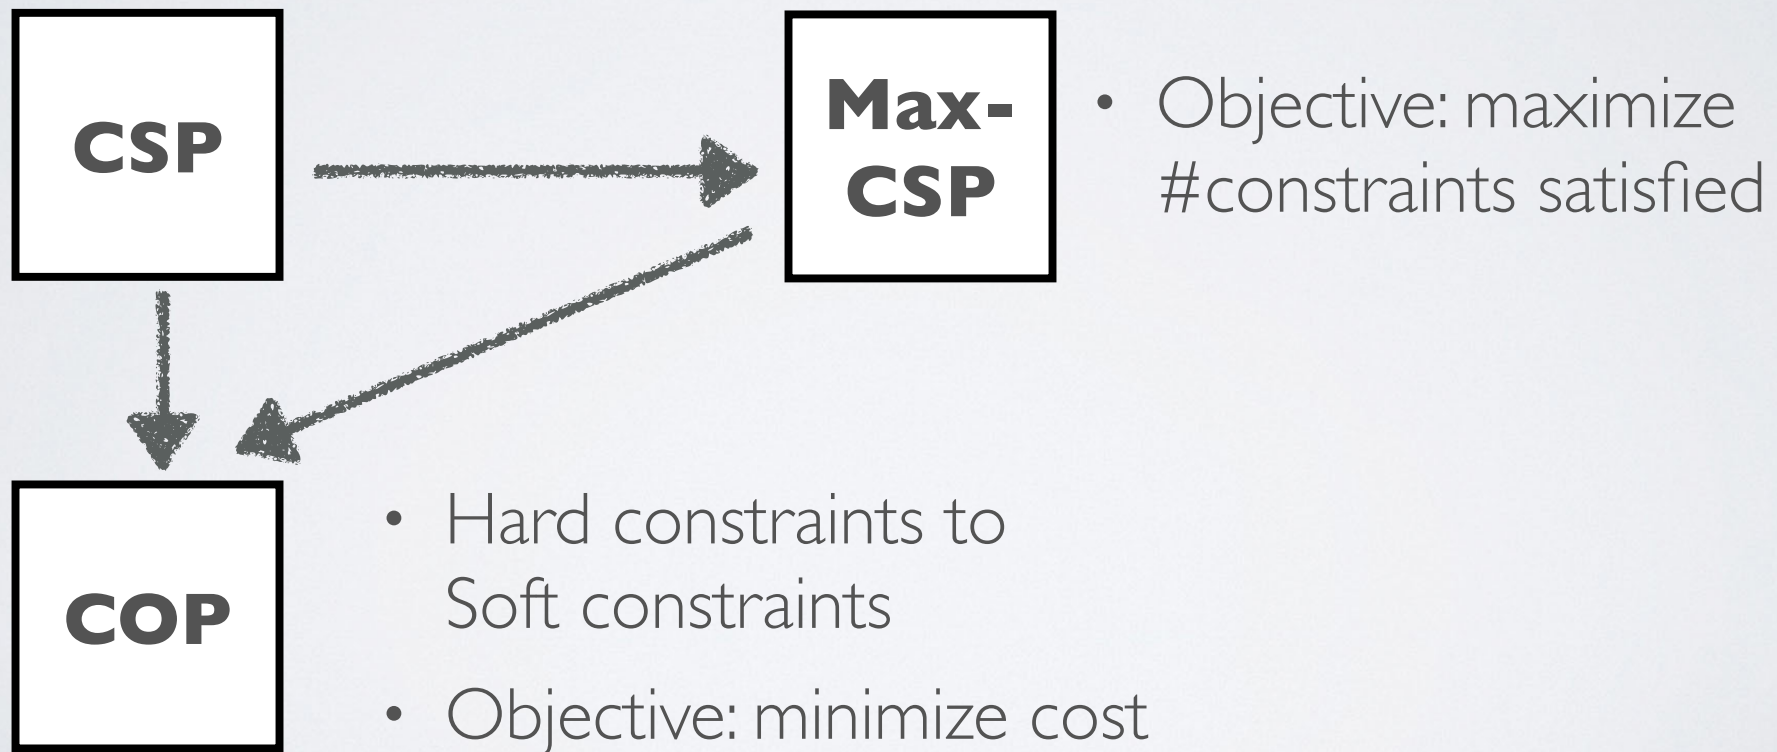 CSP
Max-
CSP
• Objective: maximize
#constraints satisfied
COP
• Hard constraints to
Soft constraints
• Objective: minimize cost